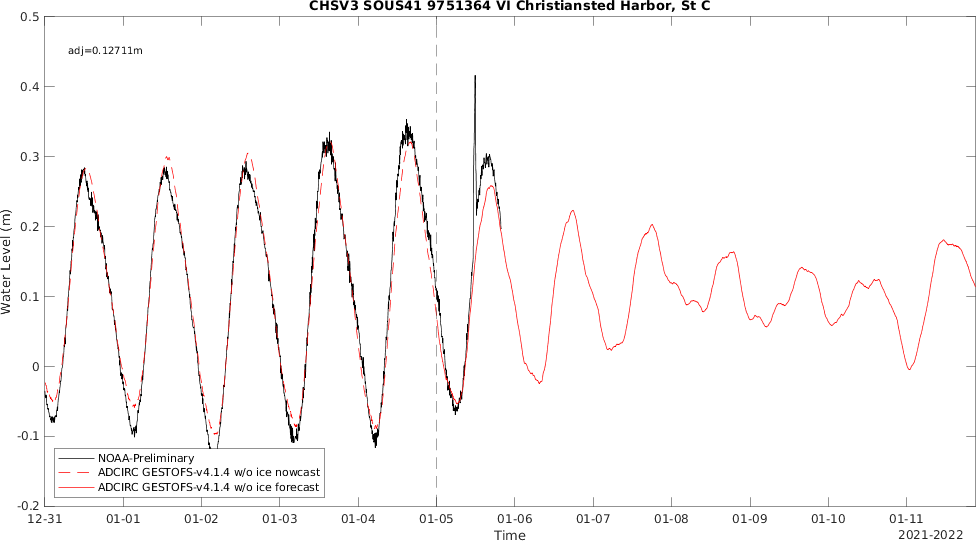 CHSV3 SOUS41 9751364 VI Christiansted Harbor, St C
adj=0.12711m
0.5
0.4
0.3
0.2
0.1
0
-0.1
-0.2
Water Level (m)
NOAA-Preliminary
ADCIRC GESTOFS-v4.1.4 w/o ice nowcast
ADCIRC GESTOFS-v4.1.4 w/o ice forecast
12-31 01-01 01-02 01-03 01-04 01-05 01-06 01-07 01-08 01-09 01-10 01-11
Time
2021-2022